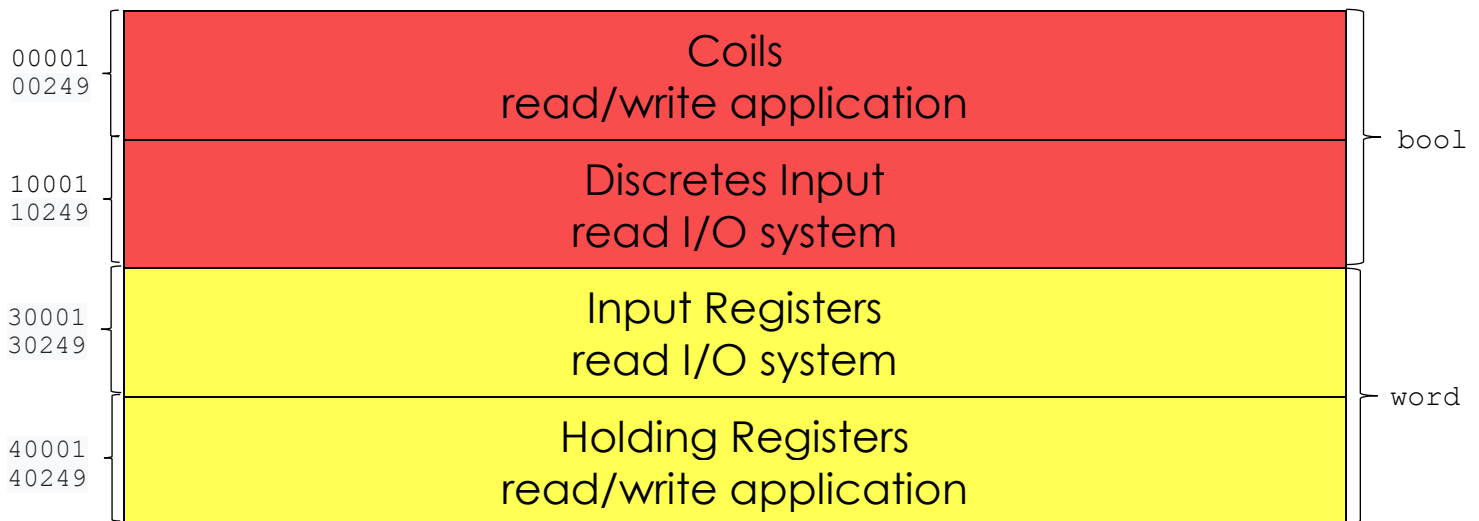 00001
00249
Coils
read/write application
bool
10001
10249
Discretes Input
read I/O system
30001
30249
Input Registers
read I/O system
word
40001
40249
Holding Registers
read/write application